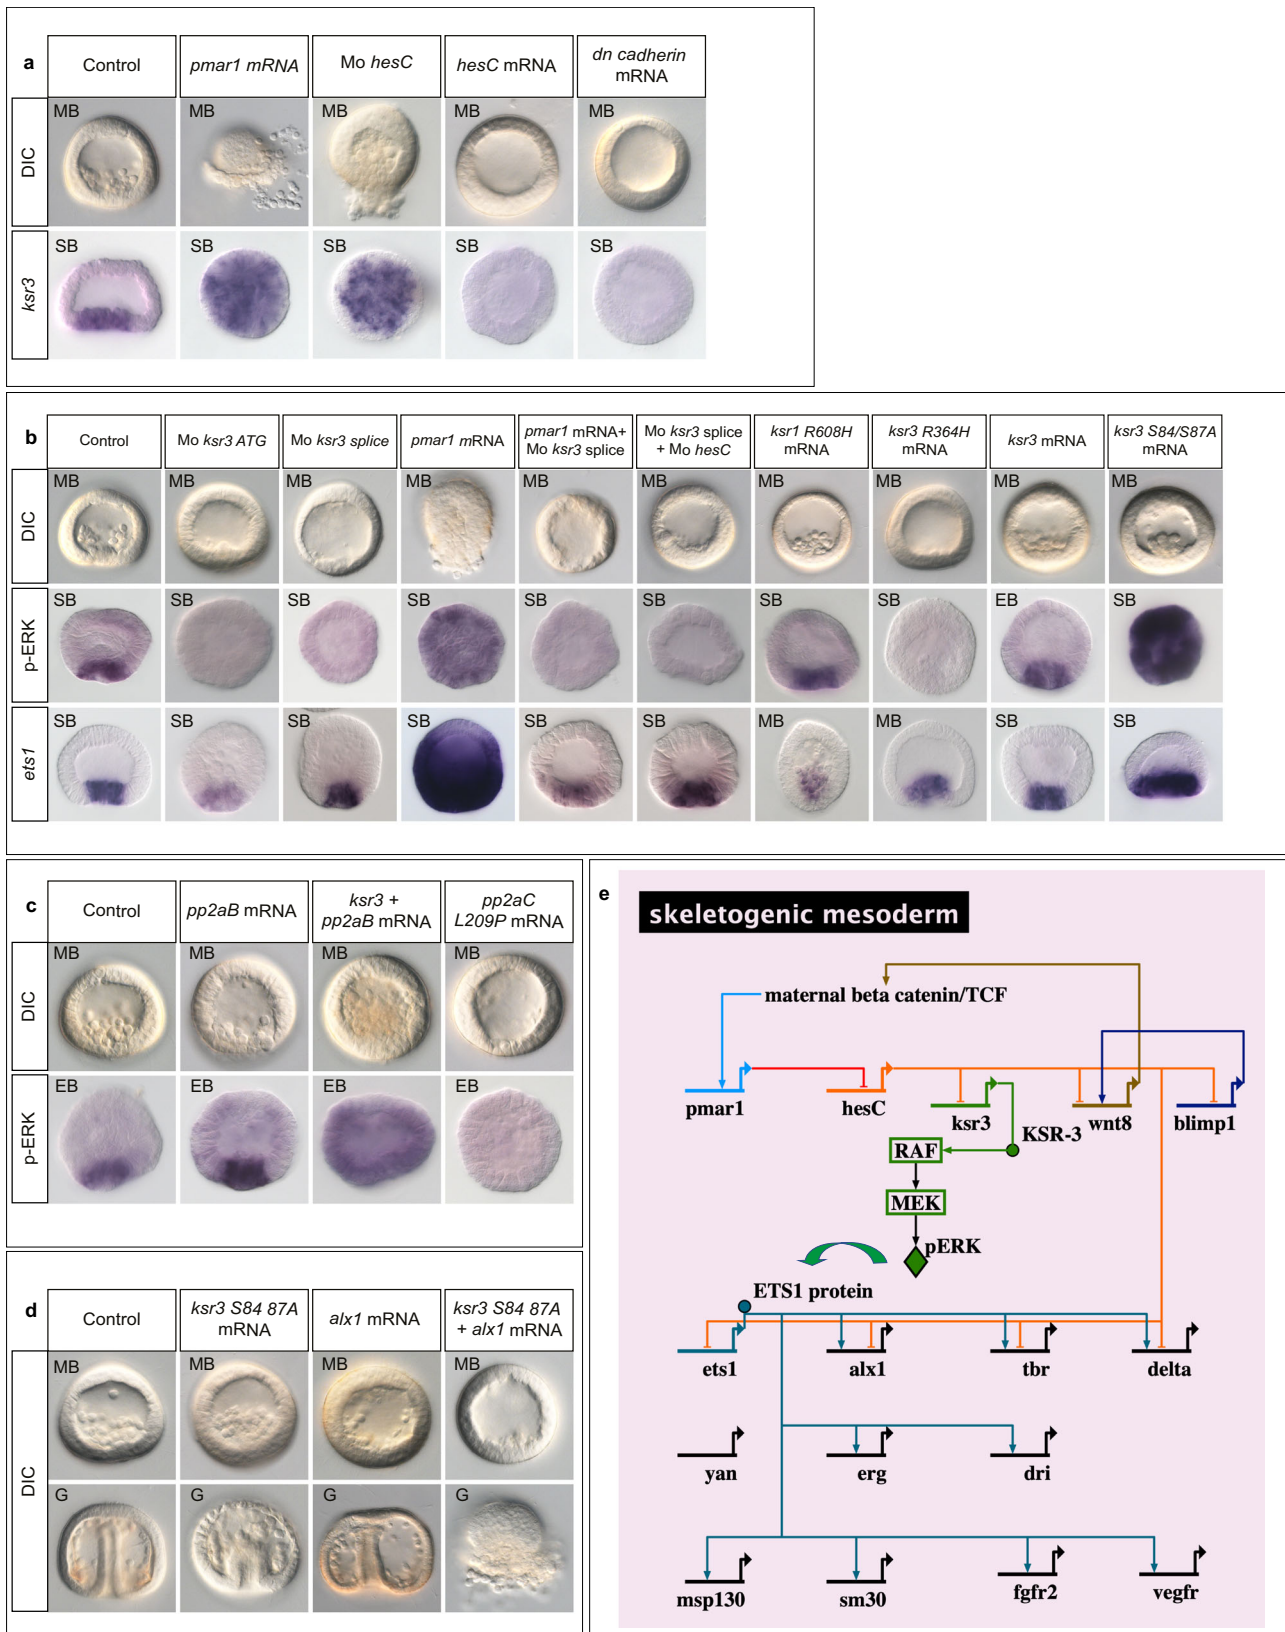 a
Control
pmar1 mRNA
Mo hesC
hesC mRNA
dn cadherin
mRNA
DIC
MB
MB
MB
MB
MB
ksr3
SB
SB
SB
SB
SB
b
Control
Mo ksr3 ATG
Mo ksr3 splice
pmar1 mRNA
pmar1 mRNA+
Mo ksr3 splice
Mo ksr3 splice
+ Mo hesC
ksr1 R608H
mRNA
ksr3 R364H
mRNA
ksr3 mRNA
ksr3 S84/S87A
mRNA
DIC
MB
MB
MB
MB
MB
MB
MB
MB
MB
MB
p-ERK
SB
SB
SB
SB
SB
SB
SB
SB
EB
SB
ets1
SB
SB
SB
SB
SB
SB
MB
MB
SB
SB
c
Control
pp2aB mRNA
ksr3 +
pp2aB mRNA
pp2aC
L209P mRNA
DIC
MB
MB
MB
MB
p-ERK
EB
EB
EB
EB
d
Control
ksr3 S84 87A
mRNA
alx1 mRNA
ksr3 S84 87A
+ alx1 mRNA
DIC
MB
MB
MB
MB
G
G
G
G
e
skeletogenic mesoderm
maternal beta catenin/TCF
pmar1
hesC
ksr3
wnt8
blimp1
KSR-3
RAF
MEK
pERK
ETS1 protein
ets1
alx1
tbr
delta
yan
erg
dri
msp130
sm30
fgfr2
vegfr